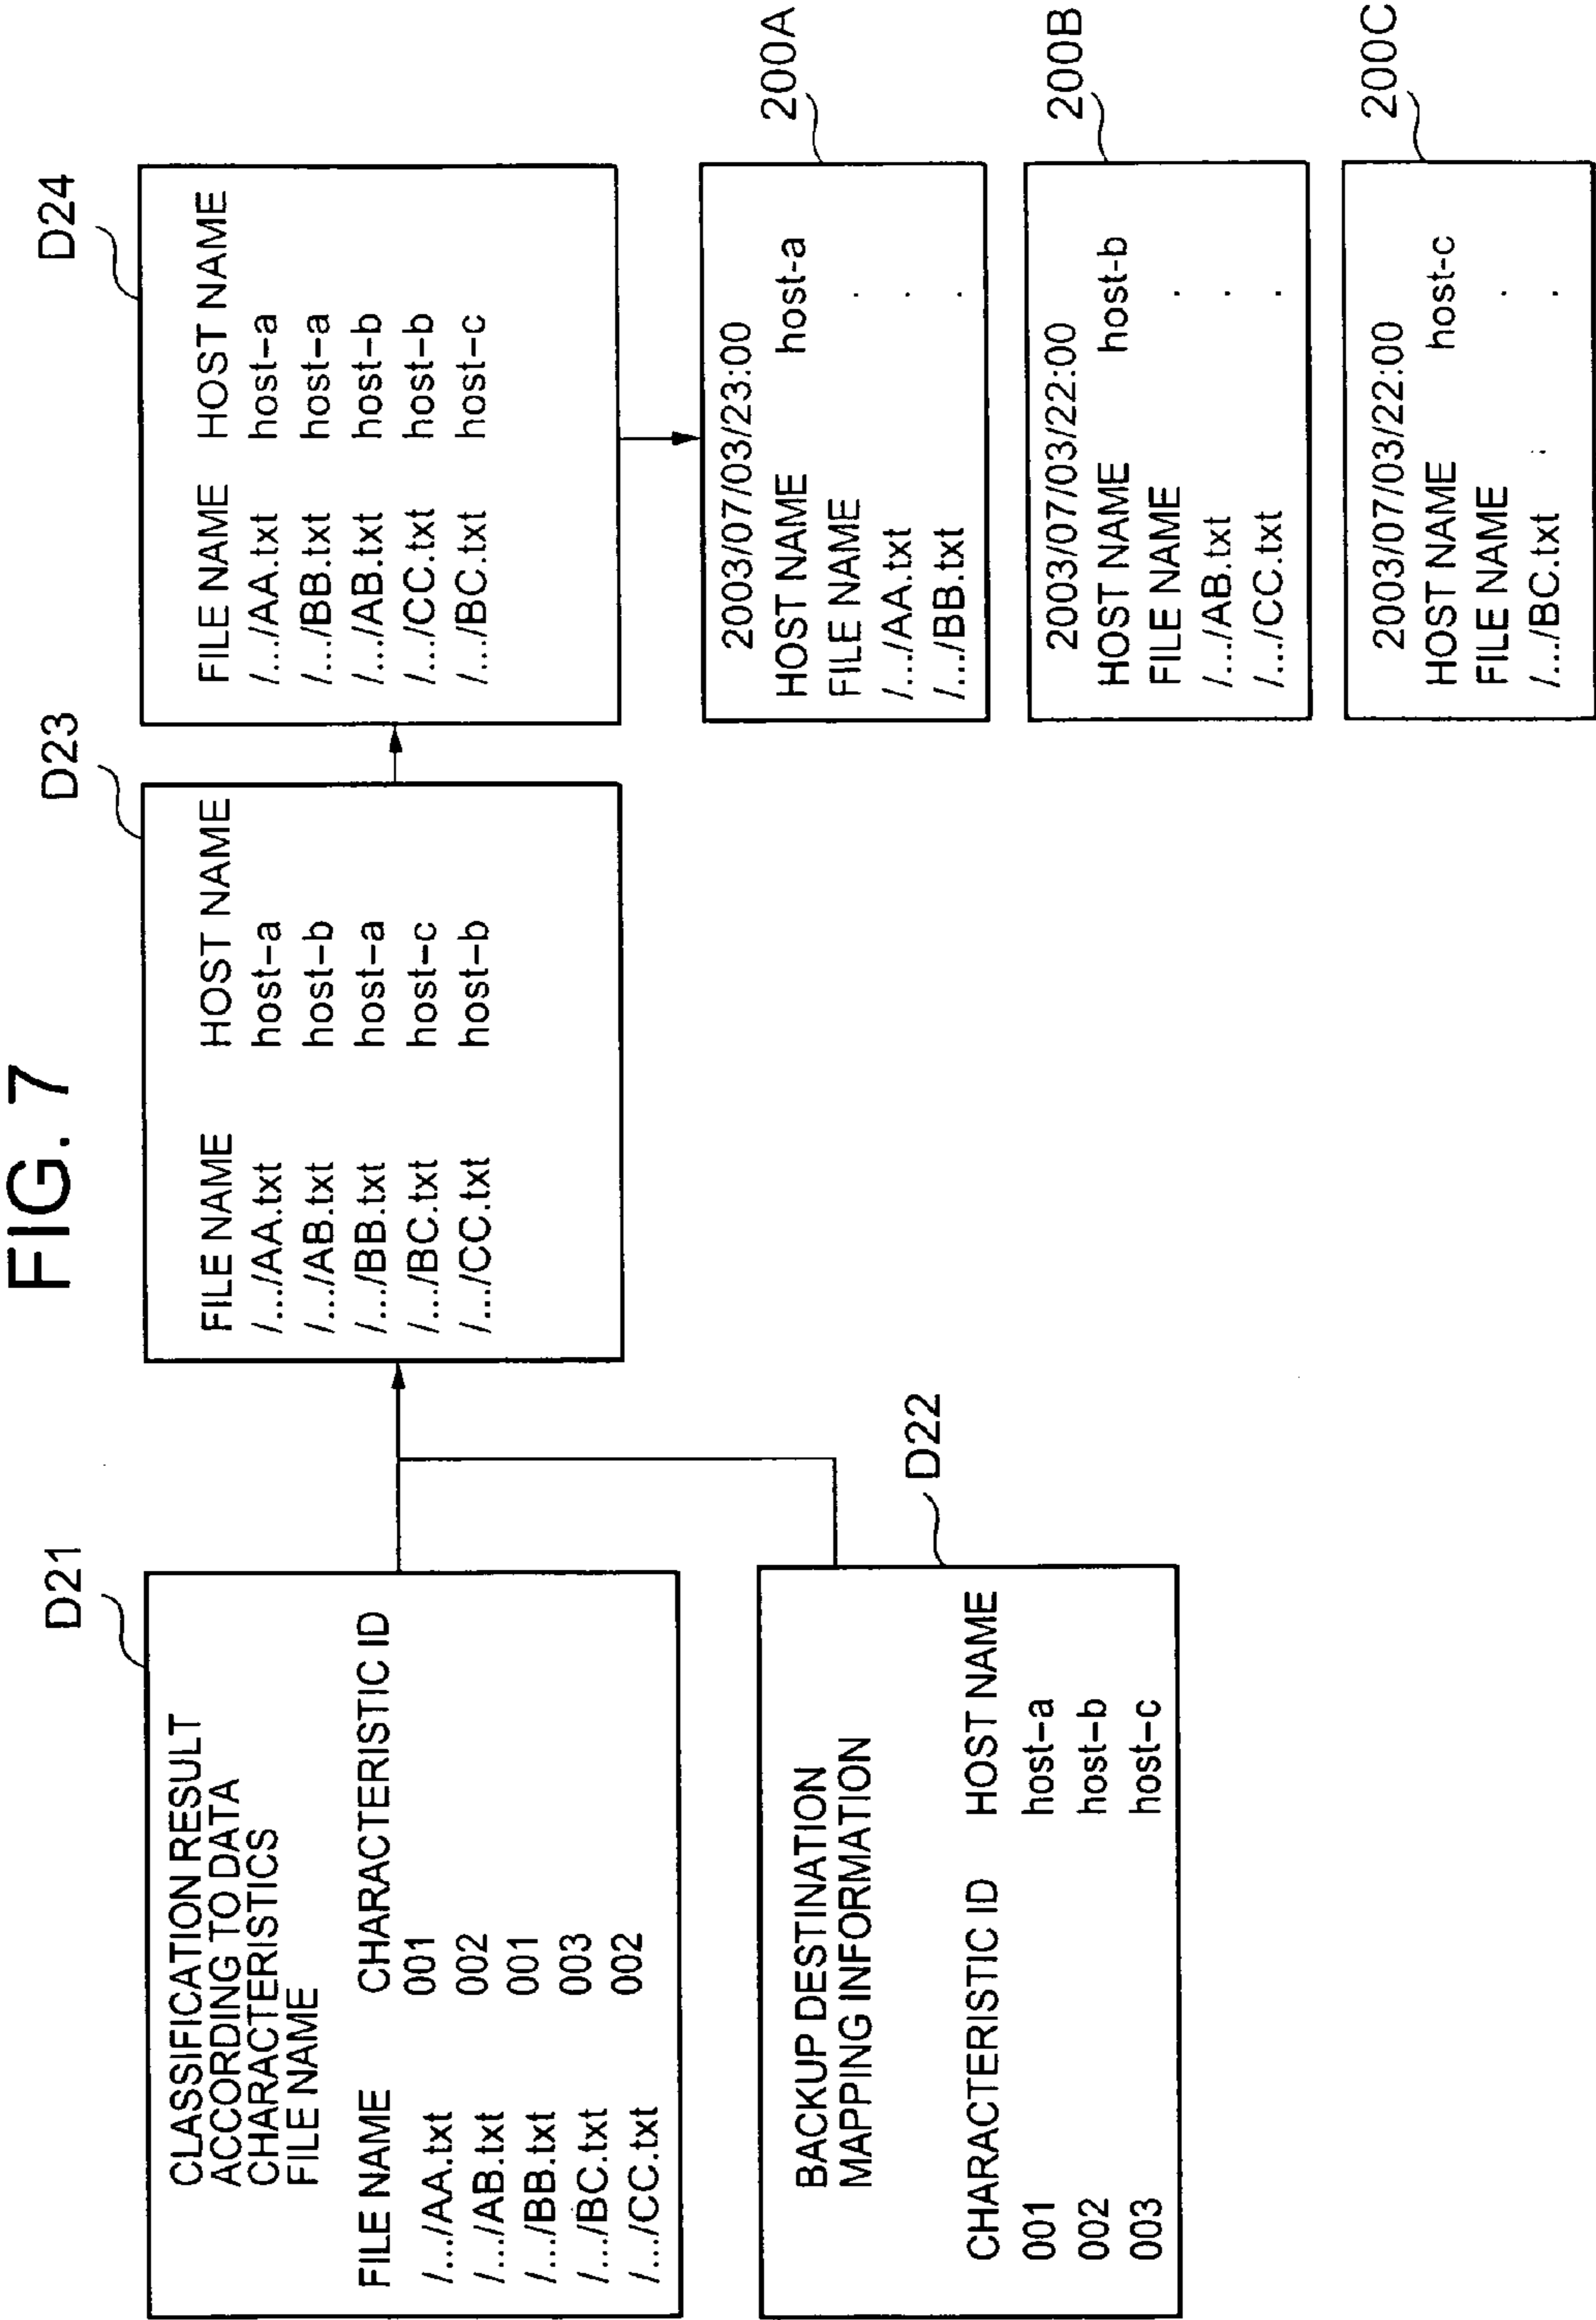 FIG. 7
D21
CLASSIFICATION RESULT
ACCORDING TO DATA
CHARACTERISTICS
FILE NAME
FILE NAME CHARACTERISTIC ID
/.../AA.txt 001
/.../AB.txt 002
/.../BB.txt 001
/.../BC.txt 003
/.../CC.txt 002
D22
BACKUP DESTINATION
MAPPING INFORMATION
CHARACTERISTIC ID HOST NAME
001 host-a
002 host-b
003 host-c
D23
FILE NAME HOST NAME
/.../AA.txt host-a
/.../AB.txt host-b
/.../BB.txt host-a
/.../BC.txt host-c
/.../CC.txt host-b
D24
FILE NAME HOST NAME
/.../AA.txt host-a
/.../BB.txt host-a
/.../AB.txt host-b
/.../CC.txt host-b
/.../BC.txt host-c
200A
2003/07/03/23:00
HOST NAME host-a
FILE NAME .
/.../AA.txt .
/.../BB.txt .
200B
2003/07/03/22:00
HOST NAME host-b
FILE NAME .
/.../AB.txt .
/.../CC.txt .
200C
2003/07/03/22:00
HOST NAME host-c
FILE NAME .
/.../BC.txt . .